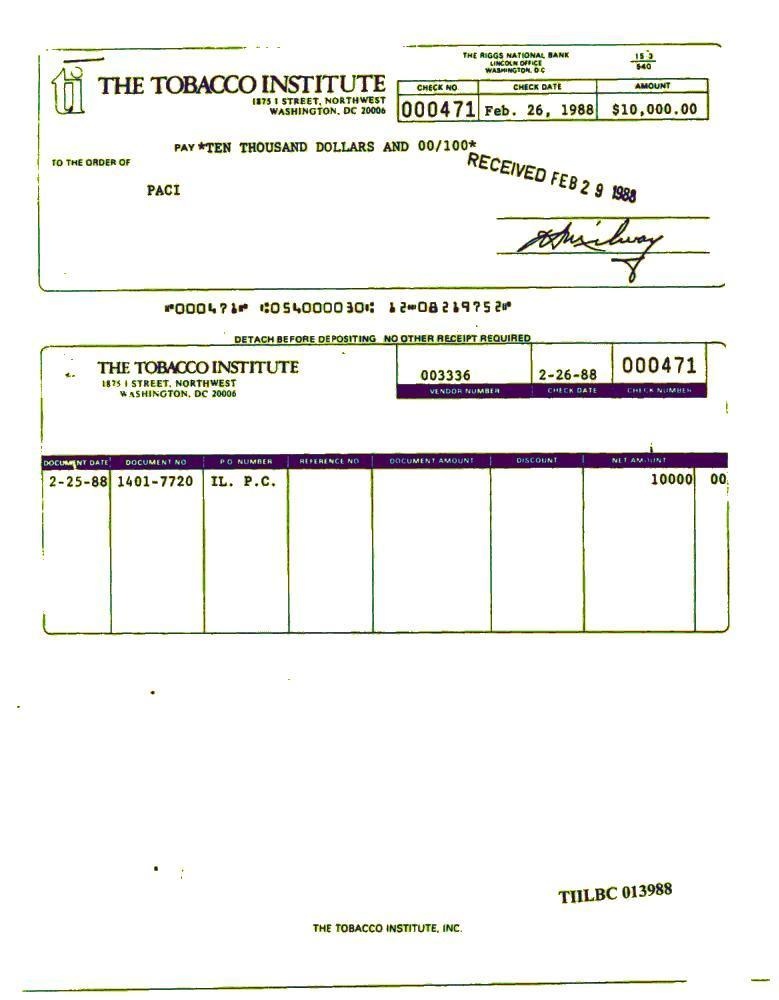 THE RIGGS NATIONAL BANK
LINCOLN OFFICE
WASHINGTON, D C
15 3
540
ti THE TOBACCO INSTITUTE
1875 I STREET, NORTHWEST
WASHINGTON, DC 20006
CHECK NO. CHECK DATE AMOUNT
000471 Feb. 26, 1988 $10,000.00
PAY *TEN THOUSAND DOLLARS AND 00/100*
TO THE ORDER OF
RECEIVED FEB 29 1988
PACI
⑈000471⑈ ⑆054000030⑆ 12⑉08219752⑈
DETACH BEFORE DEPOSITING NO OTHER RECEIPT REQUIRED
THE TOBACCO INSTITUTE
1875 I STREET, NORTHWEST
WASHINGTON, DC 20006
003336 2-26-88 000471
VENDOR NUMBER CHECK DATE CHECK NUMBER
DOCUMENT DATE DOCUMENT NO P O NUMBER REFERENCE NO DOCUMENT AMOUNT DISCOUNT NET AMOUNT
2-25-88 1401-7720 IL. P.C. 10000 00
TIILBC 013988
THE TOBACCO INSTITUTE, INC.